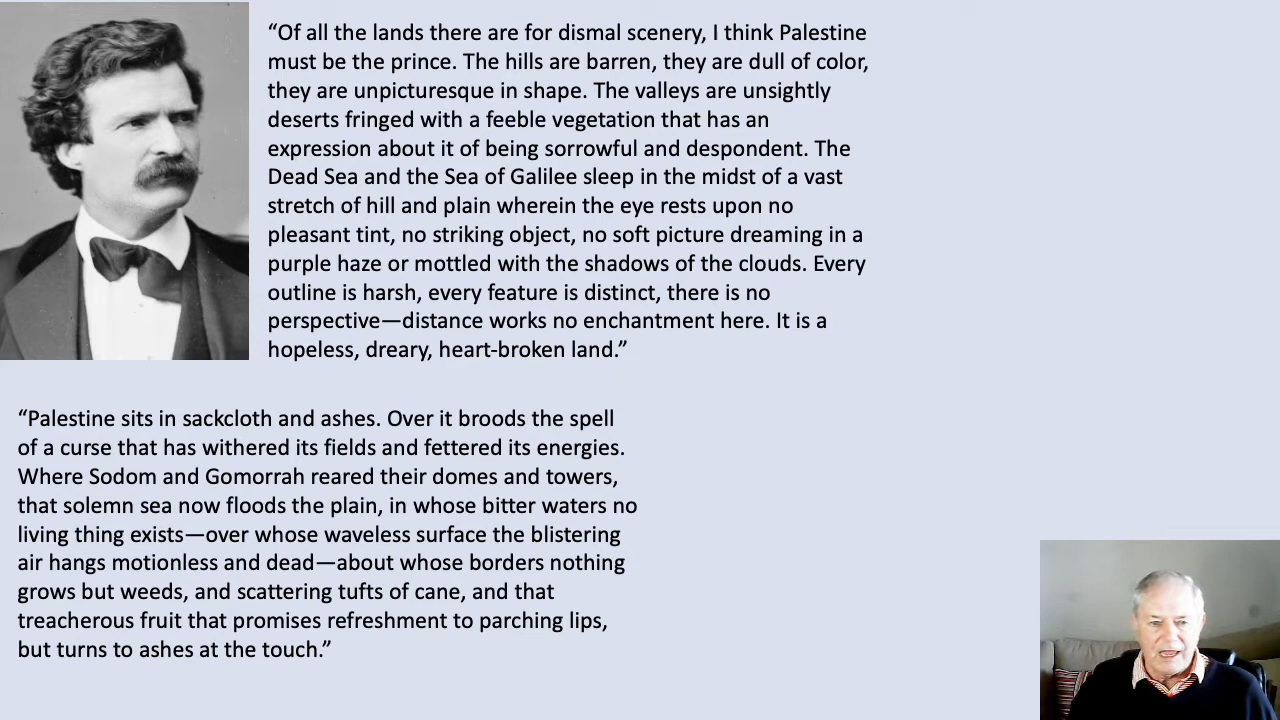 “Of all the lands there are for dismal scenery, I think Palestine
must be the prince. The hills are barren, they are dull of color,
they are unpicturesque in shape. The valleys are unsightly
deserts fringed with a feeble vegetation that has an
expression about it of being sorrowful and despondent. The
Dead Sea and the Sea of Galilee sleep in the midst of a vast
stretch of hill and plain wherein the eye rests upon no
pleasant tint, no striking object, no soft picture dreaming in a
purple haze or mottled with the shadows of the clouds. Every
outline is harsh, every feature is distinct, there is no
perspective—distance works no enchantment here. It is a
hopeless, dreary, heart-broken land.”
“Palestine sits in sackcloth and ashes. Over it broods the spell
of a curse that has withered its fields and fettered its energies.
Where Sodom and Gomorrah reared their domes and towers,
that solemn sea now floods the plain, in whose bitter waters no
living thing exists—over whose waveless surface the blistering
air hangs motionless and dead—about whose borders nothing
grows but weeds, and scattering tufts of cane, and that
treacherous fruit that promises refreshment to parching lips,
but turns to ashes at the touch.”